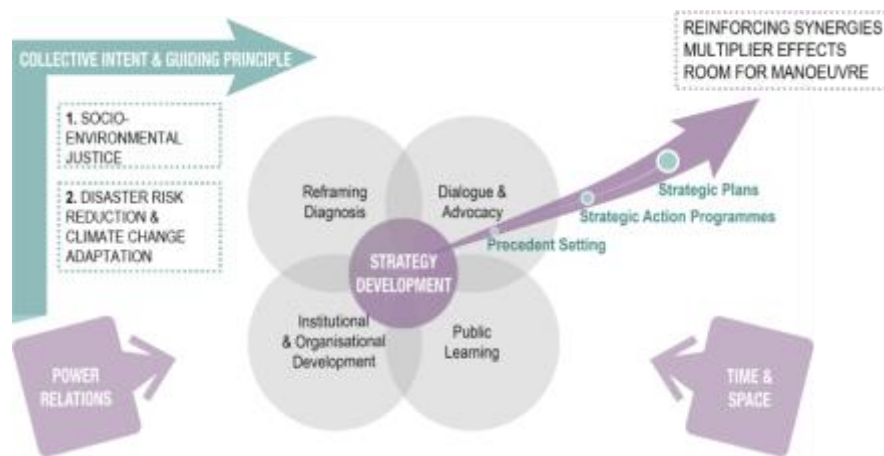 COLLECTIVE INTENT & GUIDING PRINCIPLE
1. SOCIO-
ENVIRONMENTAL
JUSTICE
2. DISASTER RISK
REDUCTION &
CLIMATE CHANGE
ADAPTATION
REINFORCING SYNERGIES
MULTIPLIER EFFECTS
ROOM FOR MANOEUVRE
Reframing
Diagnosis
Dialogue &
Advocacy
Strategic Plans
Strategic Action Programmes
Precedent Setting
STRATEGY
DEVELOPMENT
Institutional
& Organisational
Development
Public
Learning
POWER
RELATIONS
TIME &
SPACE